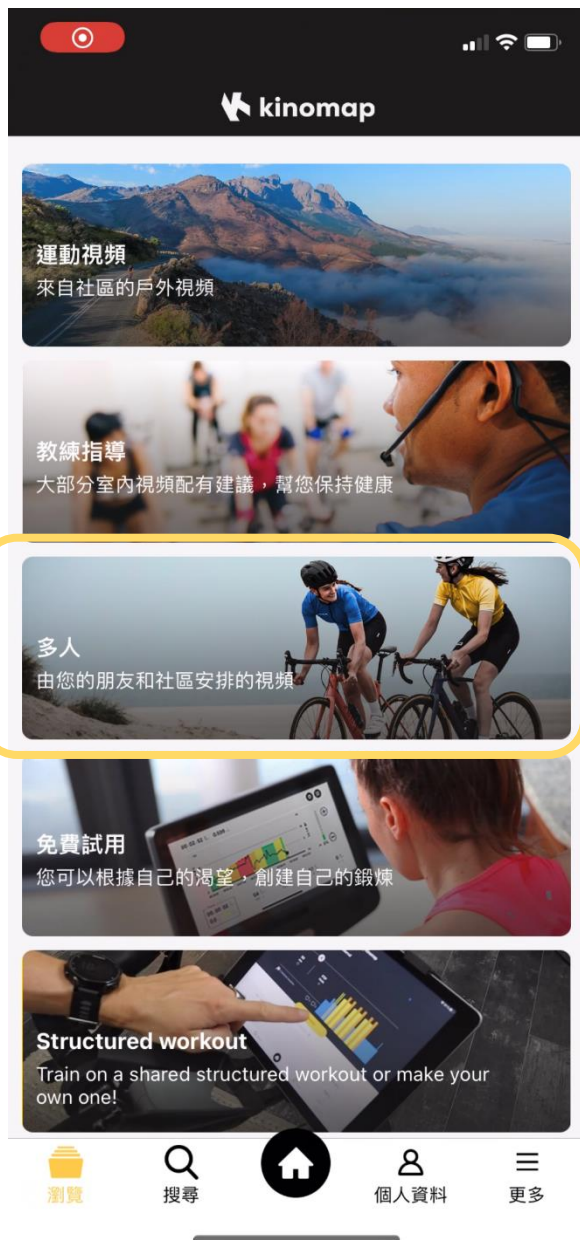 kinomap
運動視頻
來自社區的戶外視頻
教練指導
大部分室內視頻配有建議，幫您保持健康
多人
由您的朋友和社區安排的視頻
免費試用
您可以根據自己的渴望，創建自己的鍛煉
Structured workout
Train on a shared structured workout or make your
own one!
瀏覽
搜尋
個人資料
更多